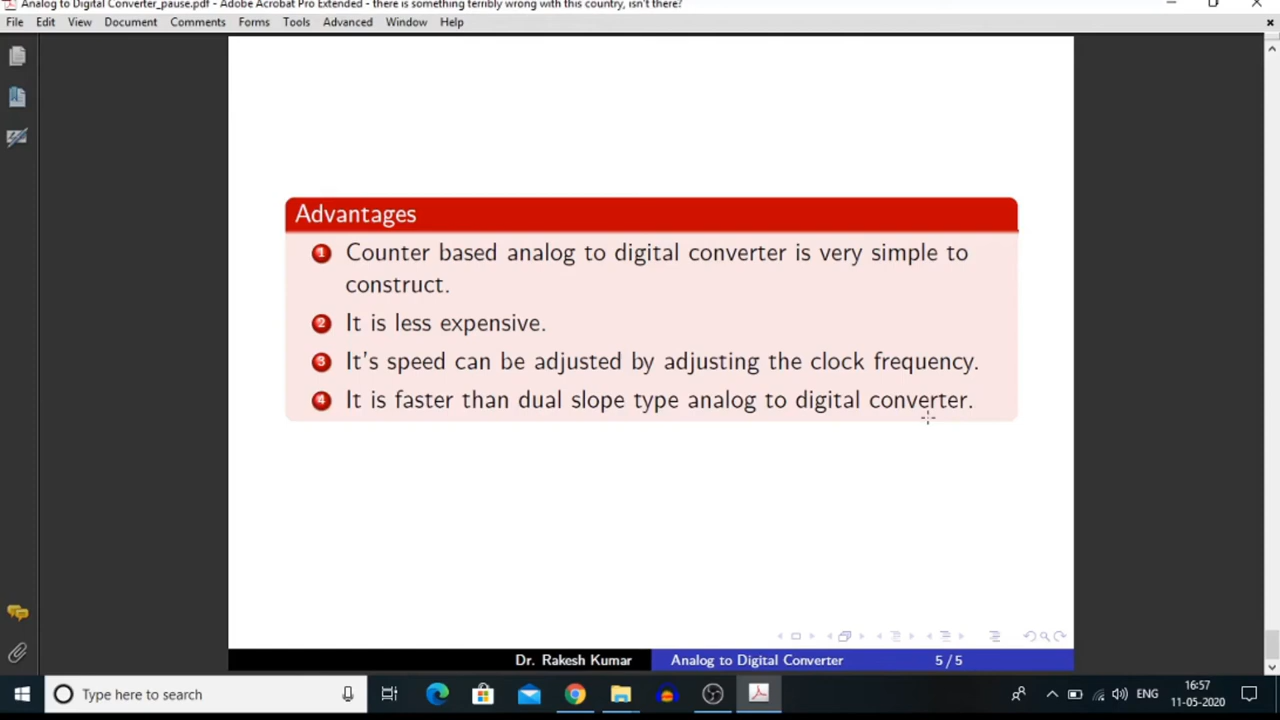 Analog to Digital Converter_pause.pdf - Adobe Acrobat Pro Extended - there is something terribly wrong with this country, isn't there?
File Edit View Document Comments Forms Tools Advanced Window Help
Advantages
1 Counter based analog to digital converter is very simple to
construct.
2 It is less expensive.
3 It's speed can be adjusted by adjusting the clock frequency.
4 It is faster than dual slope type analog to digital converter.
Dr. Rakesh Kumar Analog to Digital Converter 5 / 5
Type here to search ENG 16:57
11-05-2020